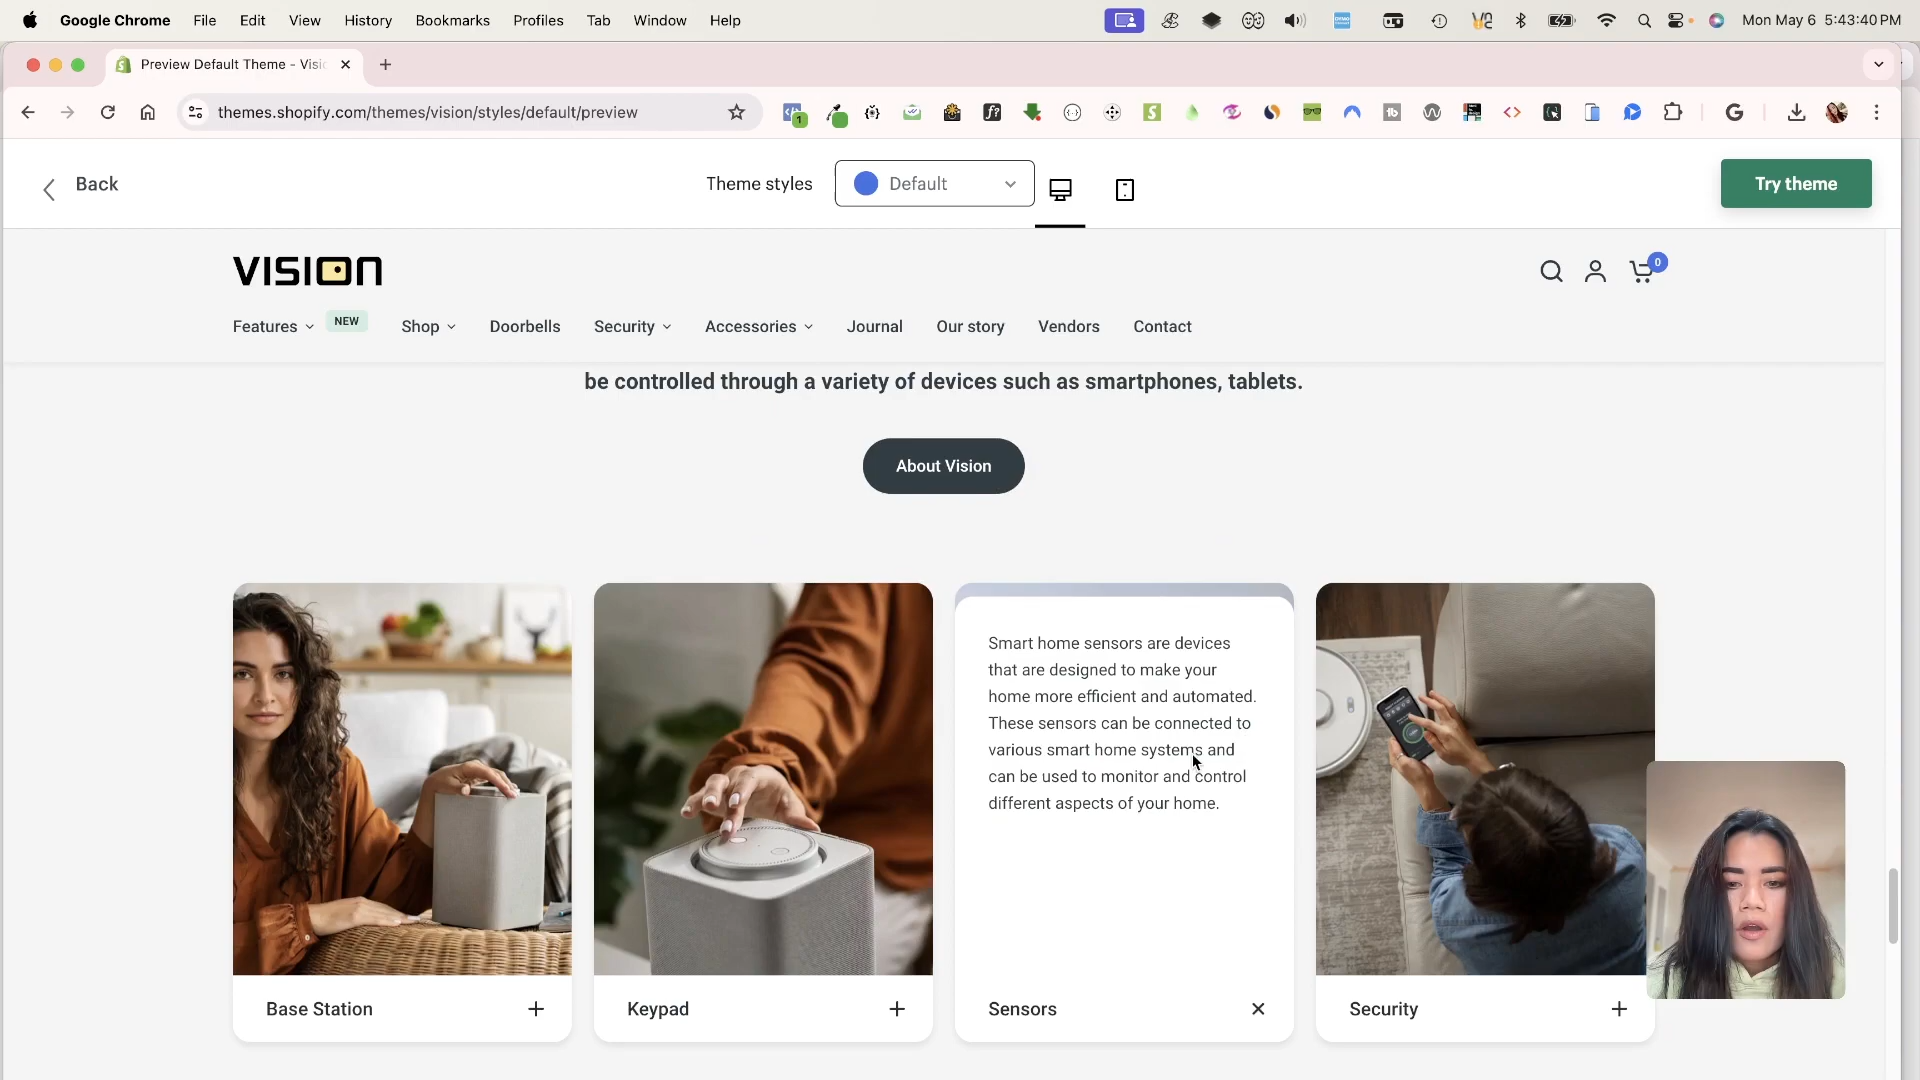 Google Chrome File Edit View History Bookmarks Profiles Tab Window Help Mon May 6 5:43:40 PM
Preview Default Theme - Visi
themes.shopify.com/themes/vision/styles/default/preview
Back
Theme styles
Default
Try theme
VISION
0
Features NEW Shop Doorbells Security Accessories Journal Our story Vendors Contact
be controlled through a variety of devices such as smartphones, tablets.
About Vision
Smart home sensors are devices
that are designed to make your
home more efficient and automated.
These sensors can be connected to
various smart home systems and
can be used to monitor and control
different aspects of your home.
Base Station
Keypad
Sensors
Security